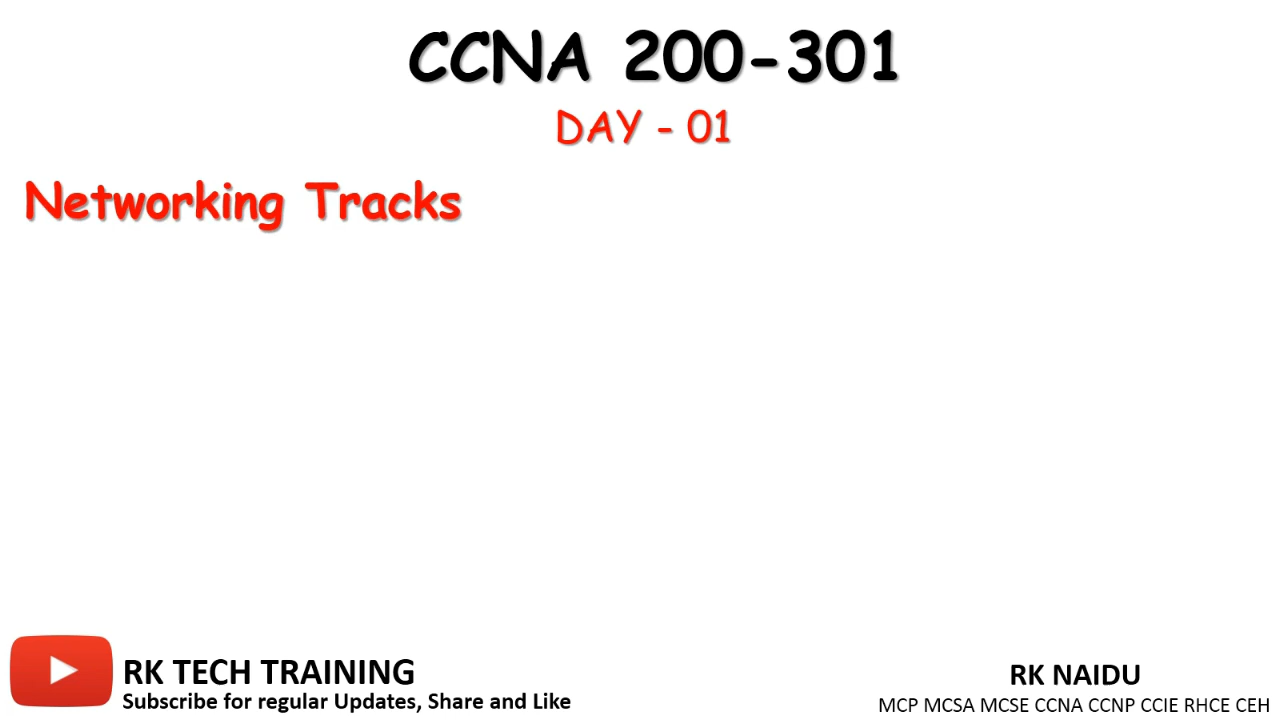 CCNA 200-301
DAY - 01
Networking Tracks
RK TECH TRAINING
Subscribe for regular Updates, Share and Like
RK NAIDU
MCP MCSA MCSE CCNA CCNP CCIE RHCE CEH